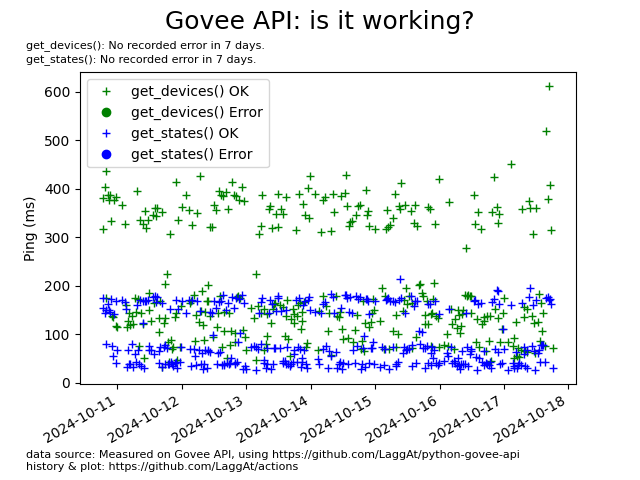 Govee API: is it working?
get_devices(): No recorded error in 7 days.
get_states(): No recorded error in 7 days.
get_devices() OK
get_devices() Error
get_states() OK
get_states() Error
Ping (ms)
600
500
400
300
200
100
0
2024-10-11
2024-10-12
2024-10-13
2024-10-14
2024-10-15
2024-10-16
2024-10-17
2024-10-18
data source: Measured on Govee API, using https://github.com/LaggAt/python-govee-api
history & plot: https://github.com/LaggAt/actions